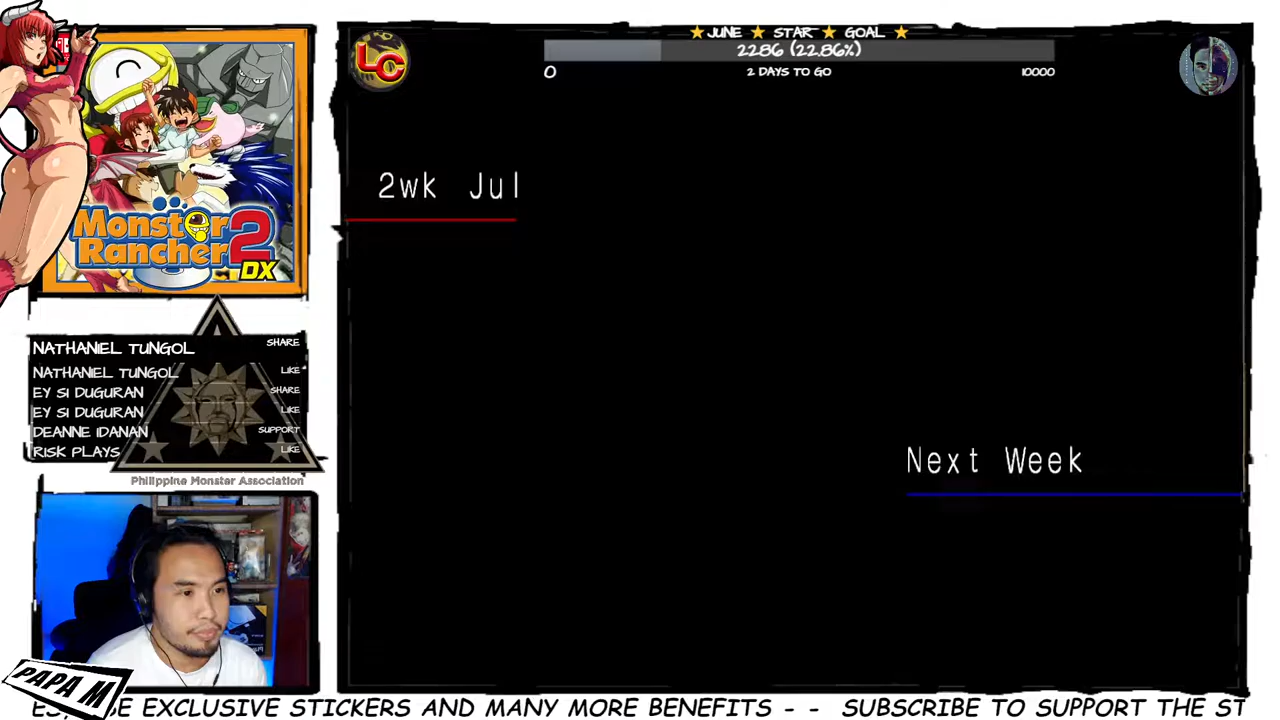 JUNE STAR GOAL
2286 (22.86%)
0 2 DAYS TO GO 10000
LC
Monster
Rancher 2
DX
2wk Jul
Next Week
NATHANIEL TUNGOL SHARE
NATHANIEL TUNGOL LIKE
EY SI DUGURAN SHARE
EY SI DUGURAN LIKE
DEANNE IDANAN SUPPORT
RISK PLAYS LIKE
Philippine Monster Association
PAPA M
EXCLUSIVE STICKERS AND MANY MORE BENEFITS - - SUBSCRIBE TO SUPPORT THE ST